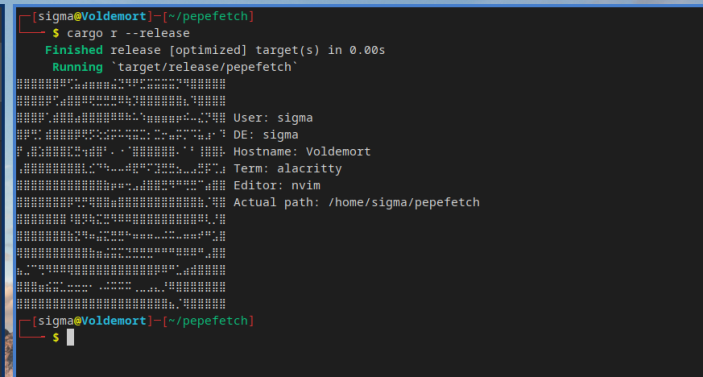 ┌─[sigma@Voldemort]─[~/pepefetch]
└──╼ $ cargo r --release
Finished release [optimized] target(s) in 0.00s
Running `target/release/pepefetch`
User: sigma
DE: sigma
Hostname: Voldemort
Term: alacritty
Editor: nvim
Actual path: /home/sigma/pepefetch
┌─[sigma@Voldemort]─[~/pepefetch]
└──╼ $